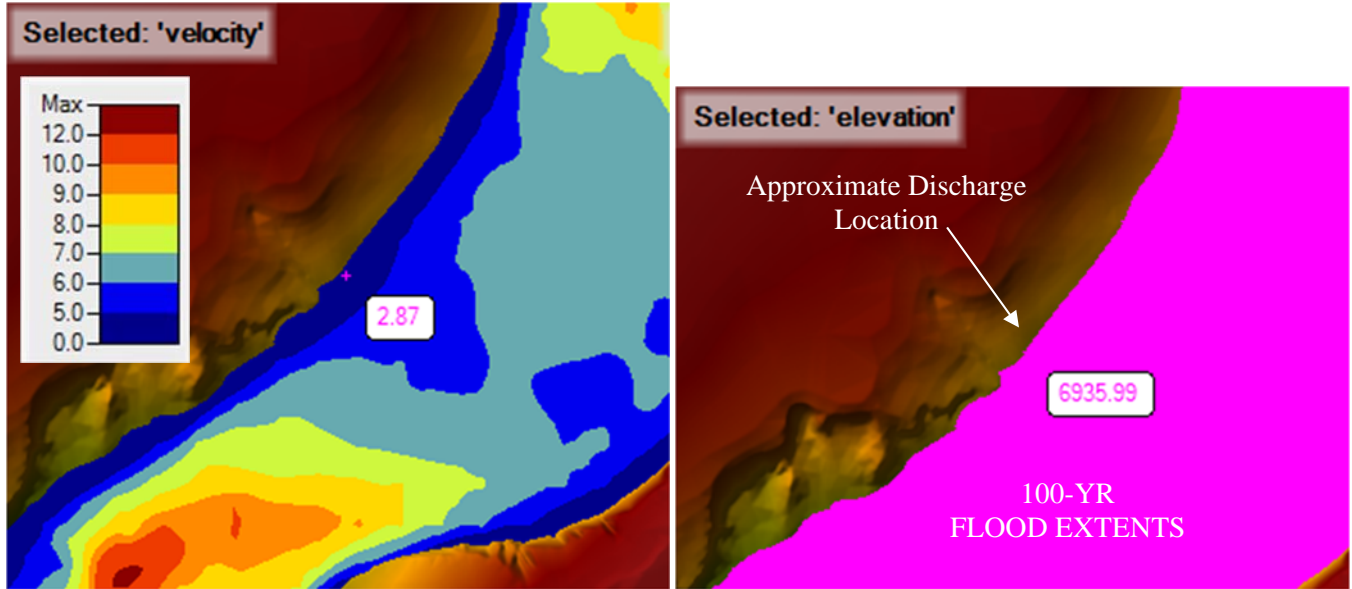 Selected: 'velocity'
Max
12.0
10.0
9.0
8.0
7.0
6.0
5.0
0.0
2.87
Selected: 'elevation'
Approximate Discharge
Location
6935.99
100-YR
FLOOD EXTENTS